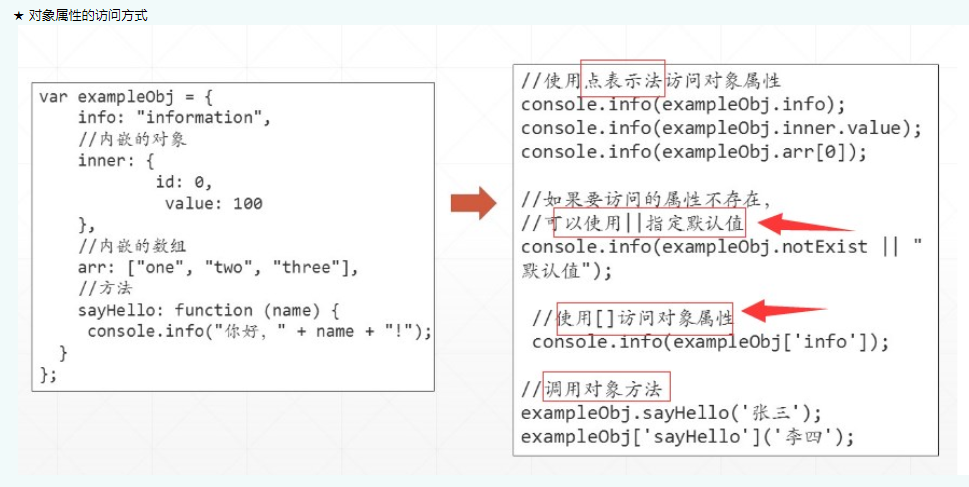 ★ 对象属性的访问方式
var exampleObj = {
info: "information",
//内嵌的对象
inner: {
id: 0,
value: 100
},
//内嵌的数组
arr: ["one", "two", "three"],
//方法
sayHello: function (name) {
console.info("你好, " + name + "!");
}
};
//使用点表示法访问对象属性
console.info(exampleObj.info);
console.info(exampleObj.inner.value);
console.info(exampleObj.arr[0]);
//如果要访问的属性不存在,
//可以使用||指定默认值
console.info(exampleObj.notExist || "
默认值");
//使用[]访问对象属性
console.info(exampleObj['info']);
//调用对象方法
exampleObj.sayHello('张三');
exampleObj['sayHello']('李四');